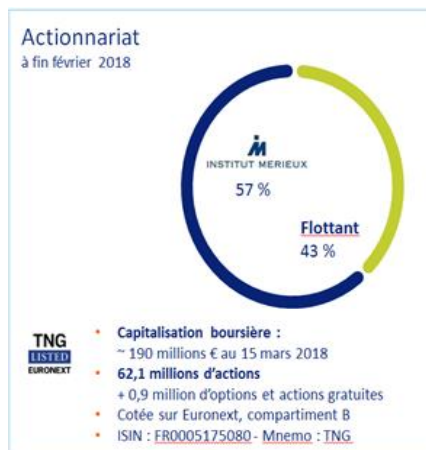 Actionnariat
à fin février 2018
INSTITUT MERIEUX
57 %
Flottant
43 %
TNG
LISTED
EURONEXT
• Capitalisation boursière :
~ 190 millions € au 15 mars 2018
• 62,1 millions d'actions
+ 0,9 million d'options et actions gratuites
• Cotée sur Euronext, compartiment B
• ISIN : FR0005175080 - Mnemo : TNG